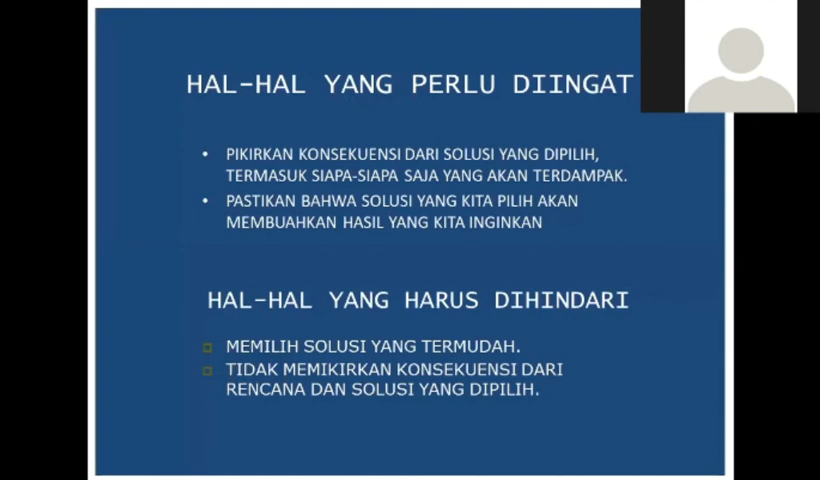 HAL-HAL YANG PERLU DIINGAT
• PIKIRKAN KONSEKUENSI DARI SOLUSI YANG DIPILIH,
TERMASUK SIAPA-SIAPA SAJA YANG AKAN TERDAMPAK.
• PASTIKAN BAHWA SOLUSI YANG KITA PILIH AKAN
MEMBUAHKAN HASIL YANG KITA INGINKAN
HAL-HAL YANG HARUS DIHINDARI
MEMILIH SOLUSI YANG TERMUDAH.
TIDAK MEMIKIRKAN KONSEKUENSI DARI
RENCANA DAN SOLUSI YANG DIPILIH.